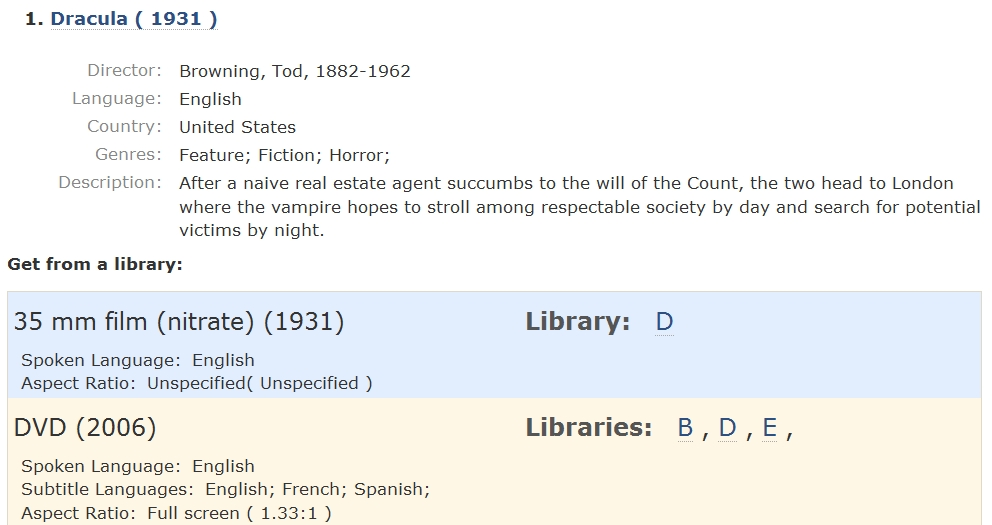 1. Dracula ( 1931 )
Director: Browning, Tod, 1882-1962
Language: English
Country: United States
Genres: Feature; Fiction; Horror;
Description: After a naive real estate agent succumbs to the will of the Count, the two head to London
where the vampire hopes to stroll among respectable society by day and search for potential
victims by night.
Get from a library:
35 mm film (nitrate) (1931) Library: D
Spoken Language: English
Aspect Ratio: Unspecified( Unspecified )
DVD (2006) Libraries: B , D , E ,
Spoken Language: English
Subtitle Languages: English; French; Spanish;
Aspect Ratio: Full screen ( 1.33:1 )